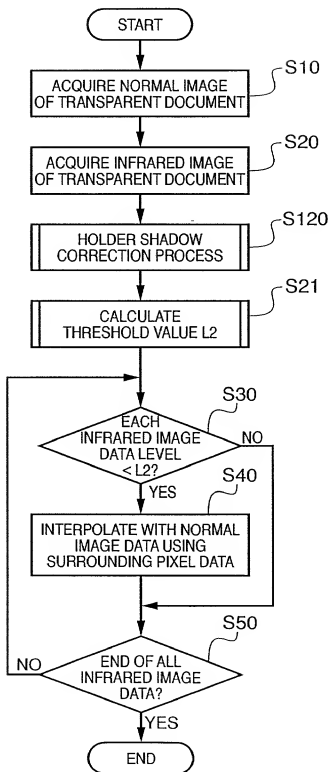 START
S10
ACQUIRE NORMAL IMAGE
OF TRANSPARENT DOCUMENT
S20
ACQUIRE INFRARED IMAGE
OF TRANSPARENT DOCUMENT
S120
HOLDER SHADOW
CORRECTION PROCESS
S21
CALCULATE
THRESHOLD VALUE L2
S30
EACH
INFRARED IMAGE
DATA LEVEL
< L2?
NO
YES
S40
INTERPOLATE WITH NORMAL
IMAGE DATA USING
SURROUNDING PIXEL DATA
S50
NO
END OF ALL
INFRARED IMAGE
DATA?
YES
END